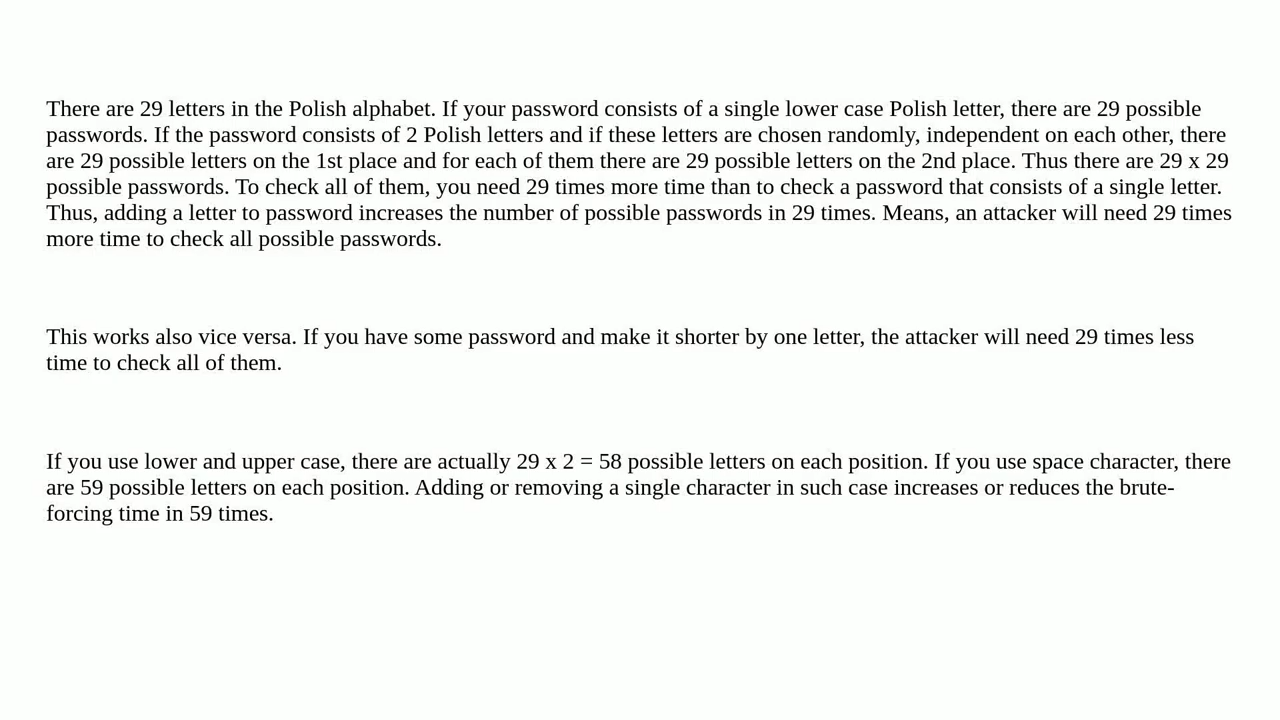 There are 29 letters in the Polish alphabet. If your password consists of a single lower case Polish letter, there are 29 possible
passwords. If the password consists of 2 Polish letters and if these letters are chosen randomly, independent on each other, there
are 29 possible letters on the 1st place and for each of them there are 29 possible letters on the 2nd place. Thus there are 29 x 29
possible passwords. To check all of them, you need 29 times more time than to check a password that consists of a single letter.
Thus, adding a letter to password increases the number of possible passwords in 29 times. Means, an attacker will need 29 times
more time to check all possible passwords.
This works also vice versa. If you have some password and make it shorter by one letter, the attacker will need 29 times less
time to check all of them.
If you use lower and upper case, there are actually 29 x 2 = 58 possible letters on each position. If you use space character, there
are 59 possible letters on each position. Adding or removing a single character in such case increases or reduces the brute-
forcing time in 59 times.